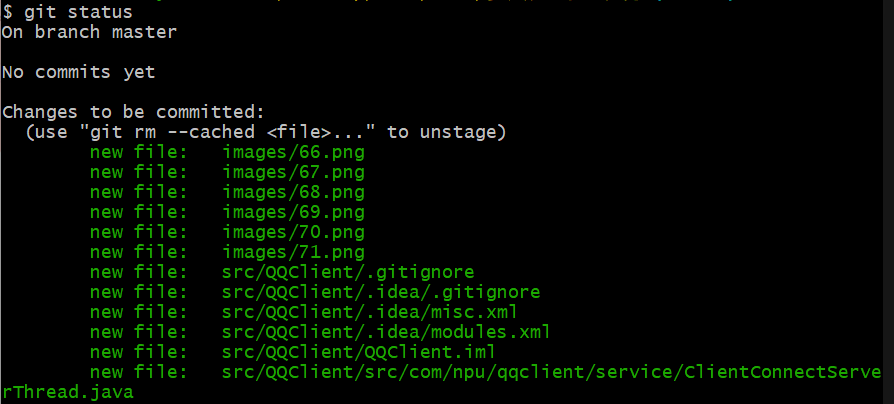 $ git status
On branch master
No commits yet
Changes to be committed:
  (use "git rm --cached <file>..." to unstage)
        new file:   images/66.png
        new file:   images/67.png
        new file:   images/68.png
        new file:   images/69.png
        new file:   images/70.png
        new file:   images/71.png
        new file:   src/QQClient/.gitignore
        new file:   src/QQClient/.idea/.gitignore
        new file:   src/QQClient/.idea/misc.xml
        new file:   src/QQClient/.idea/modules.xml
        new file:   src/QQClient/QQClient.iml
        new file:   src/QQClient/src/com/npu/qqclient/service/ClientConnectServe
rThread.java